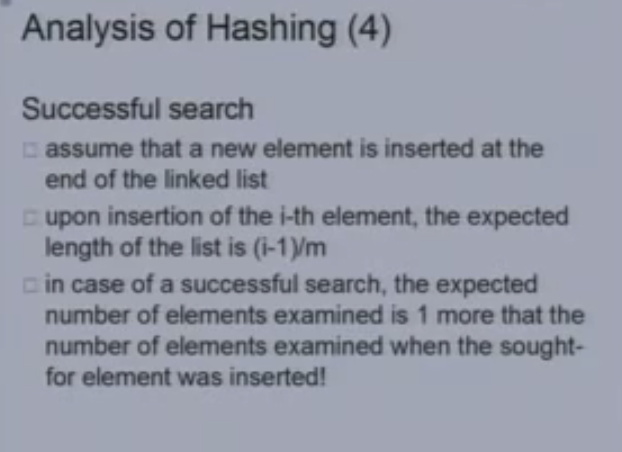 Analysis of Hashing (4)
Successful search
assume that a new element is inserted at the
end of the linked list
upon insertion of the i-th element, the expected
length of the list is (i-1)/m
in case of a successful search, the expected
number of elements examined is 1 more that the
number of elements examined when the sought-
for element was inserted!